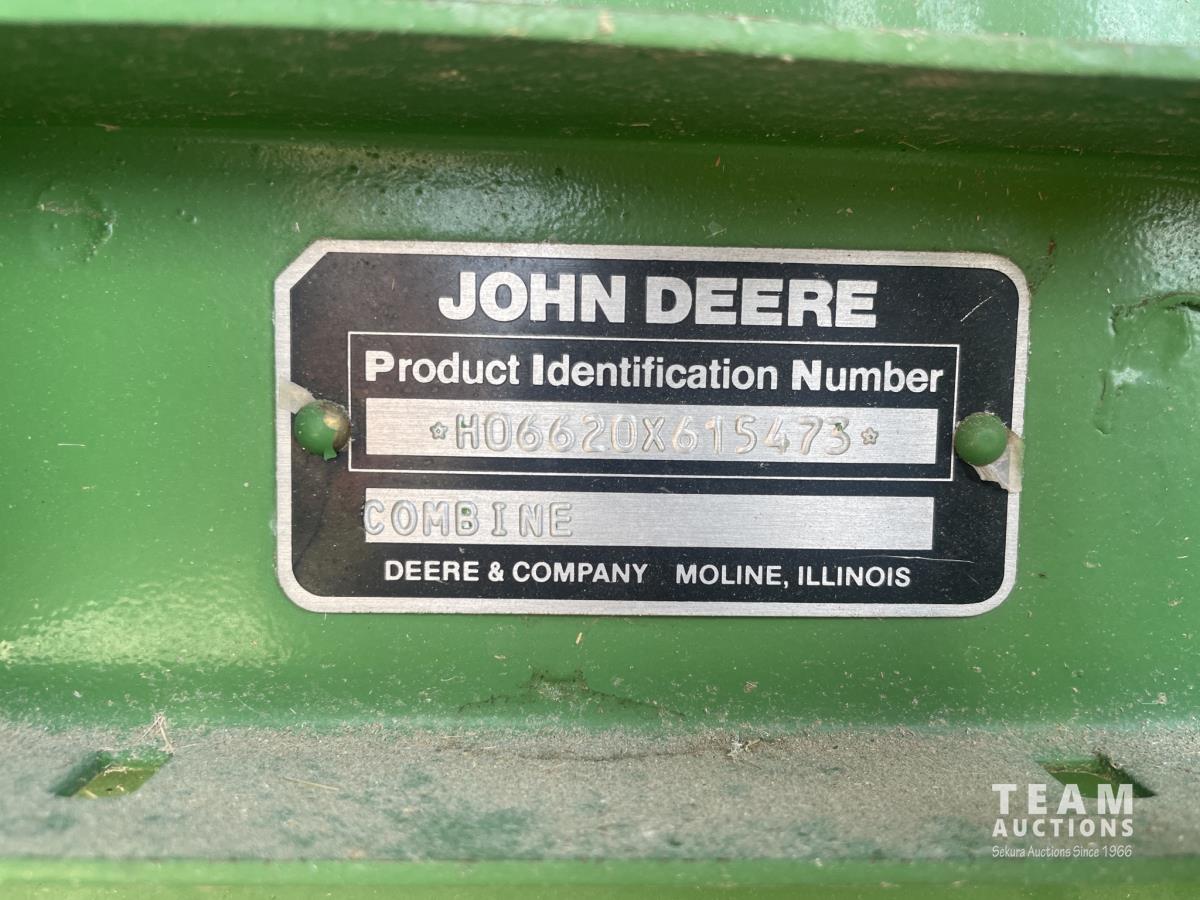 JOHN DEERE
Product Identification Number
*H06620X615473*
COMBINE
DEERE & COMPANY MOLINE, ILLINOIS
TEAM
AUCTIONS
Sekura Auctions Since 1966